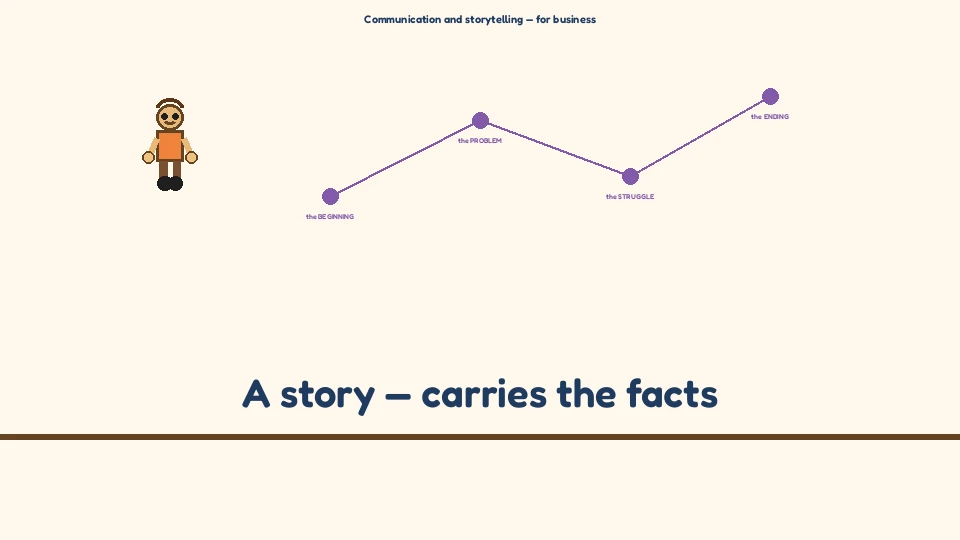 Communication and storytelling — for business
the ENDING
the PROBLEM
the STRUGGLE
the BEGINNING
A story — carries the facts